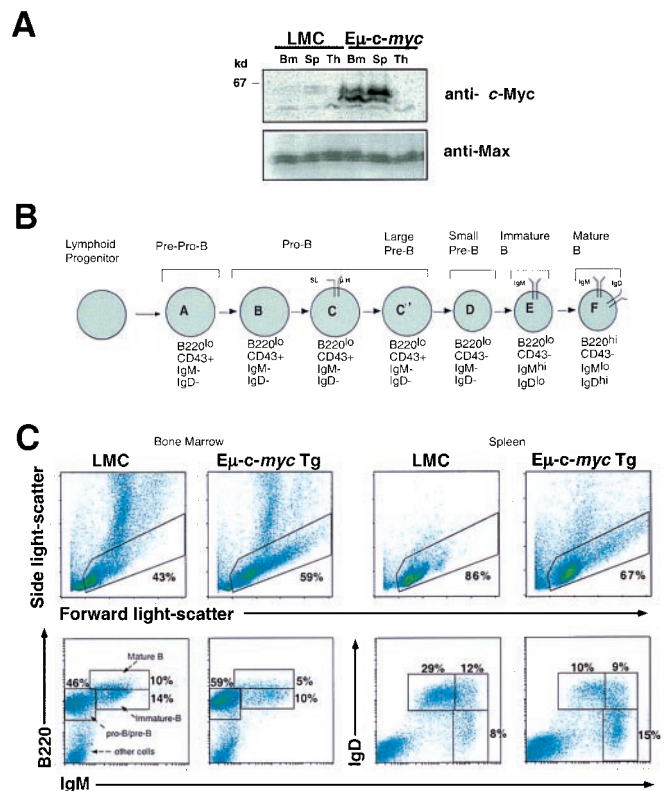 A
LMC Eμ-c-myc
kd Bm Sp Th Bm Sp Th
67
anti- c-Myc
anti-Max
B
Lymphoid Progenitor
Pre-Pro-B
Pro-B
Large Pre-B
Small Pre-B
Immature B
Mature B
SL μ H
IgM
IgM IgD
A B C C' D E F
B220lo B220lo B220lo B220lo B220lo B220lo B220hi
CD43+ CD43+ CD43+ CD43+ CD43- CD43- CD43-
IgM- IgM- IgM- IgM- IgM- IgMhi IgMlo
IgD- IgD- IgD- IgD- IgD- IgDlo IgDhi
C
Bone Marrow Spleen
LMC Eμ-c-myc Tg LMC Eμ-c-myc Tg
Side light-scatter
43% 59% 86% 67%
Forward light-scatter
B220
Mature B
46% 10%
14%
Immature-B
pro-B/pre-B
other cells
59% 5%
10%
IgD
29% 12%
8%
10% 9%
15%
IgM